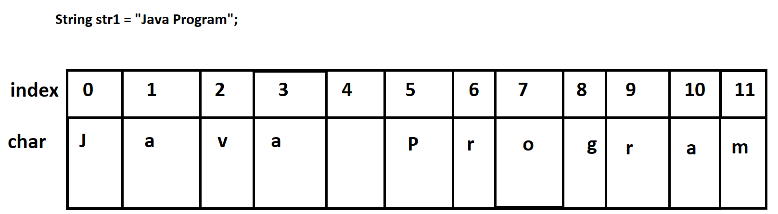 String str1 = "Java Program";
index 0 1 2 3 4 5 6 7 8 9 10 11
char J a v a P r o g r a m